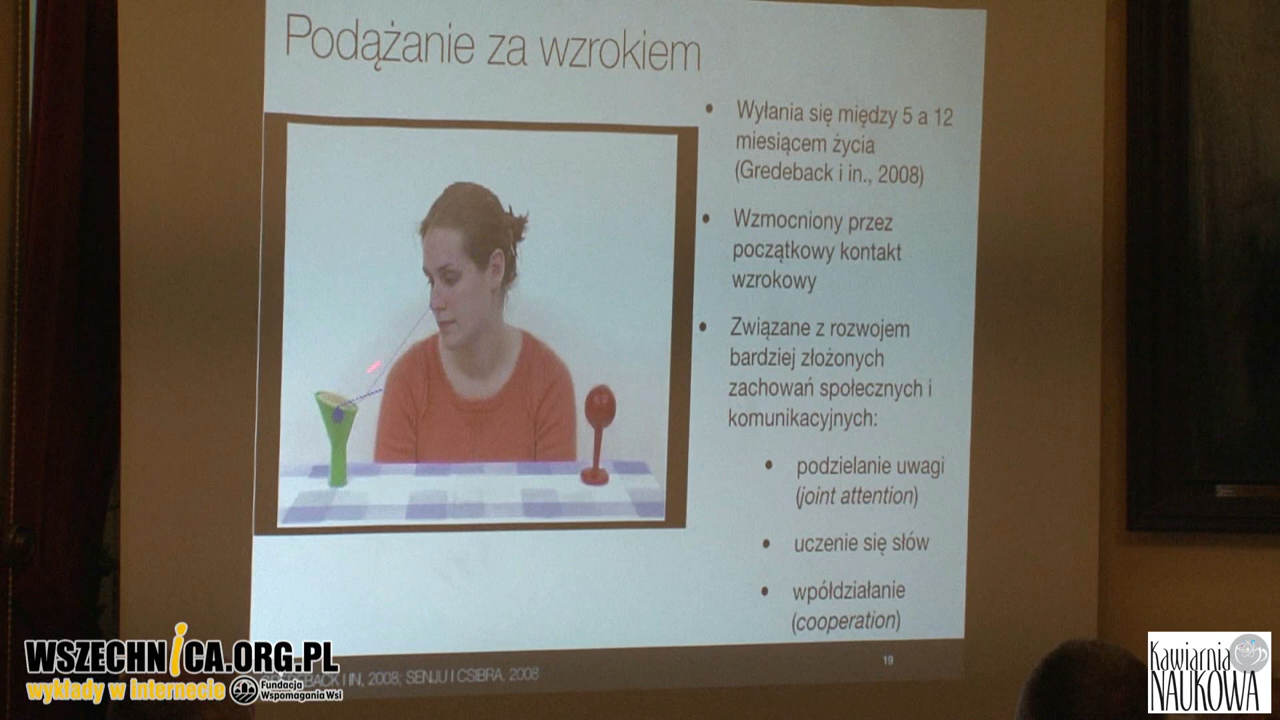 Podążanie za wzrokiem
Wyłania się między 5 a 12
miesiącem życia
(Gredeback i in., 2008)
Wzmocniony przez
początkowy kontakt
wzrokowy
Związane z rozwojem
bardziej złożonych
zachowań społecznych i
komunikacyjnych:
podzielanie uwagi
(joint attention)
uczenie się słów
wpółdziałanie
(cooperation)
19
I IN, 2008; SENJU I CSIBRA, 2008
WSZECHNICA.ORG.PL
wykłady w internecie
Fundacja
Wspomagania Wsi
Kawiarnia
NAUKOWA